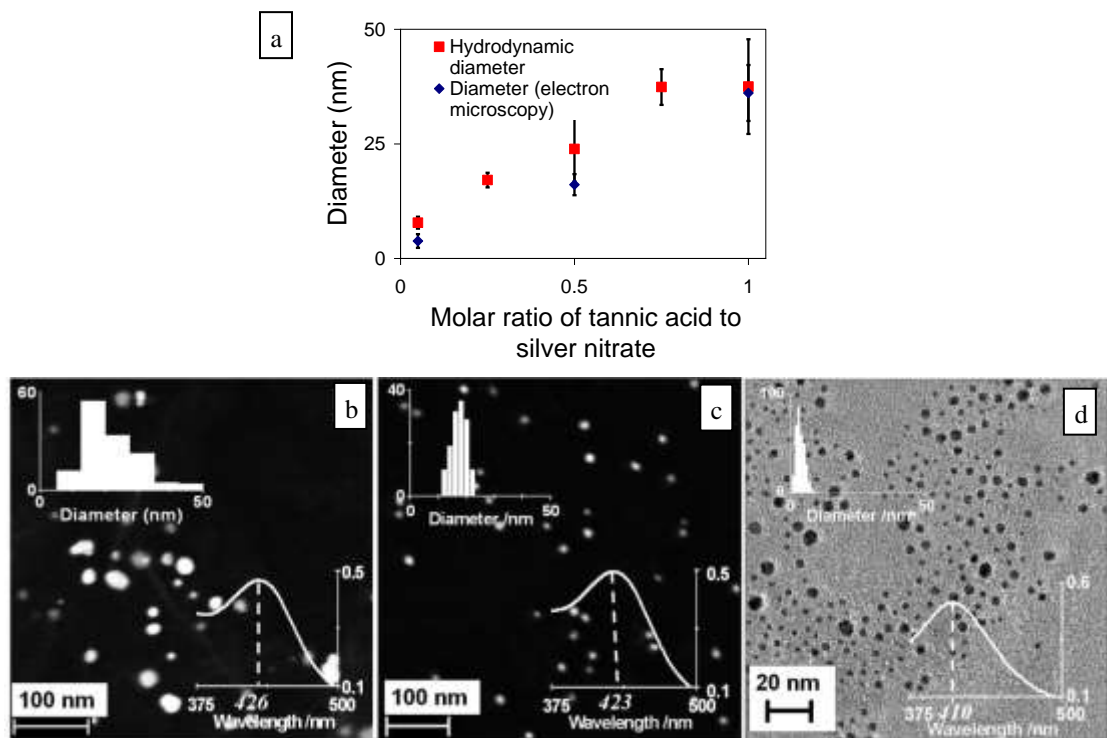 a
50
25
0
Diameter (nm)
Hydrodynamic
diameter
Diameter (electron
microscopy)
0
0.5
1
Molar ratio of tannic acid to
silver nitrate
b
60
0
0
50
Diameter (nm)
0.5
0.1
375
426
500
Wavelength/nm
100 nm
c
40
0
0
50
Diameter /nm
0.5
0.1
375
423
500
Wavelength/nm
100 nm
d
100
0
0
50
Diameter /nm
0.6
0.1
375
410
500
Wavelength/nm
20 nm